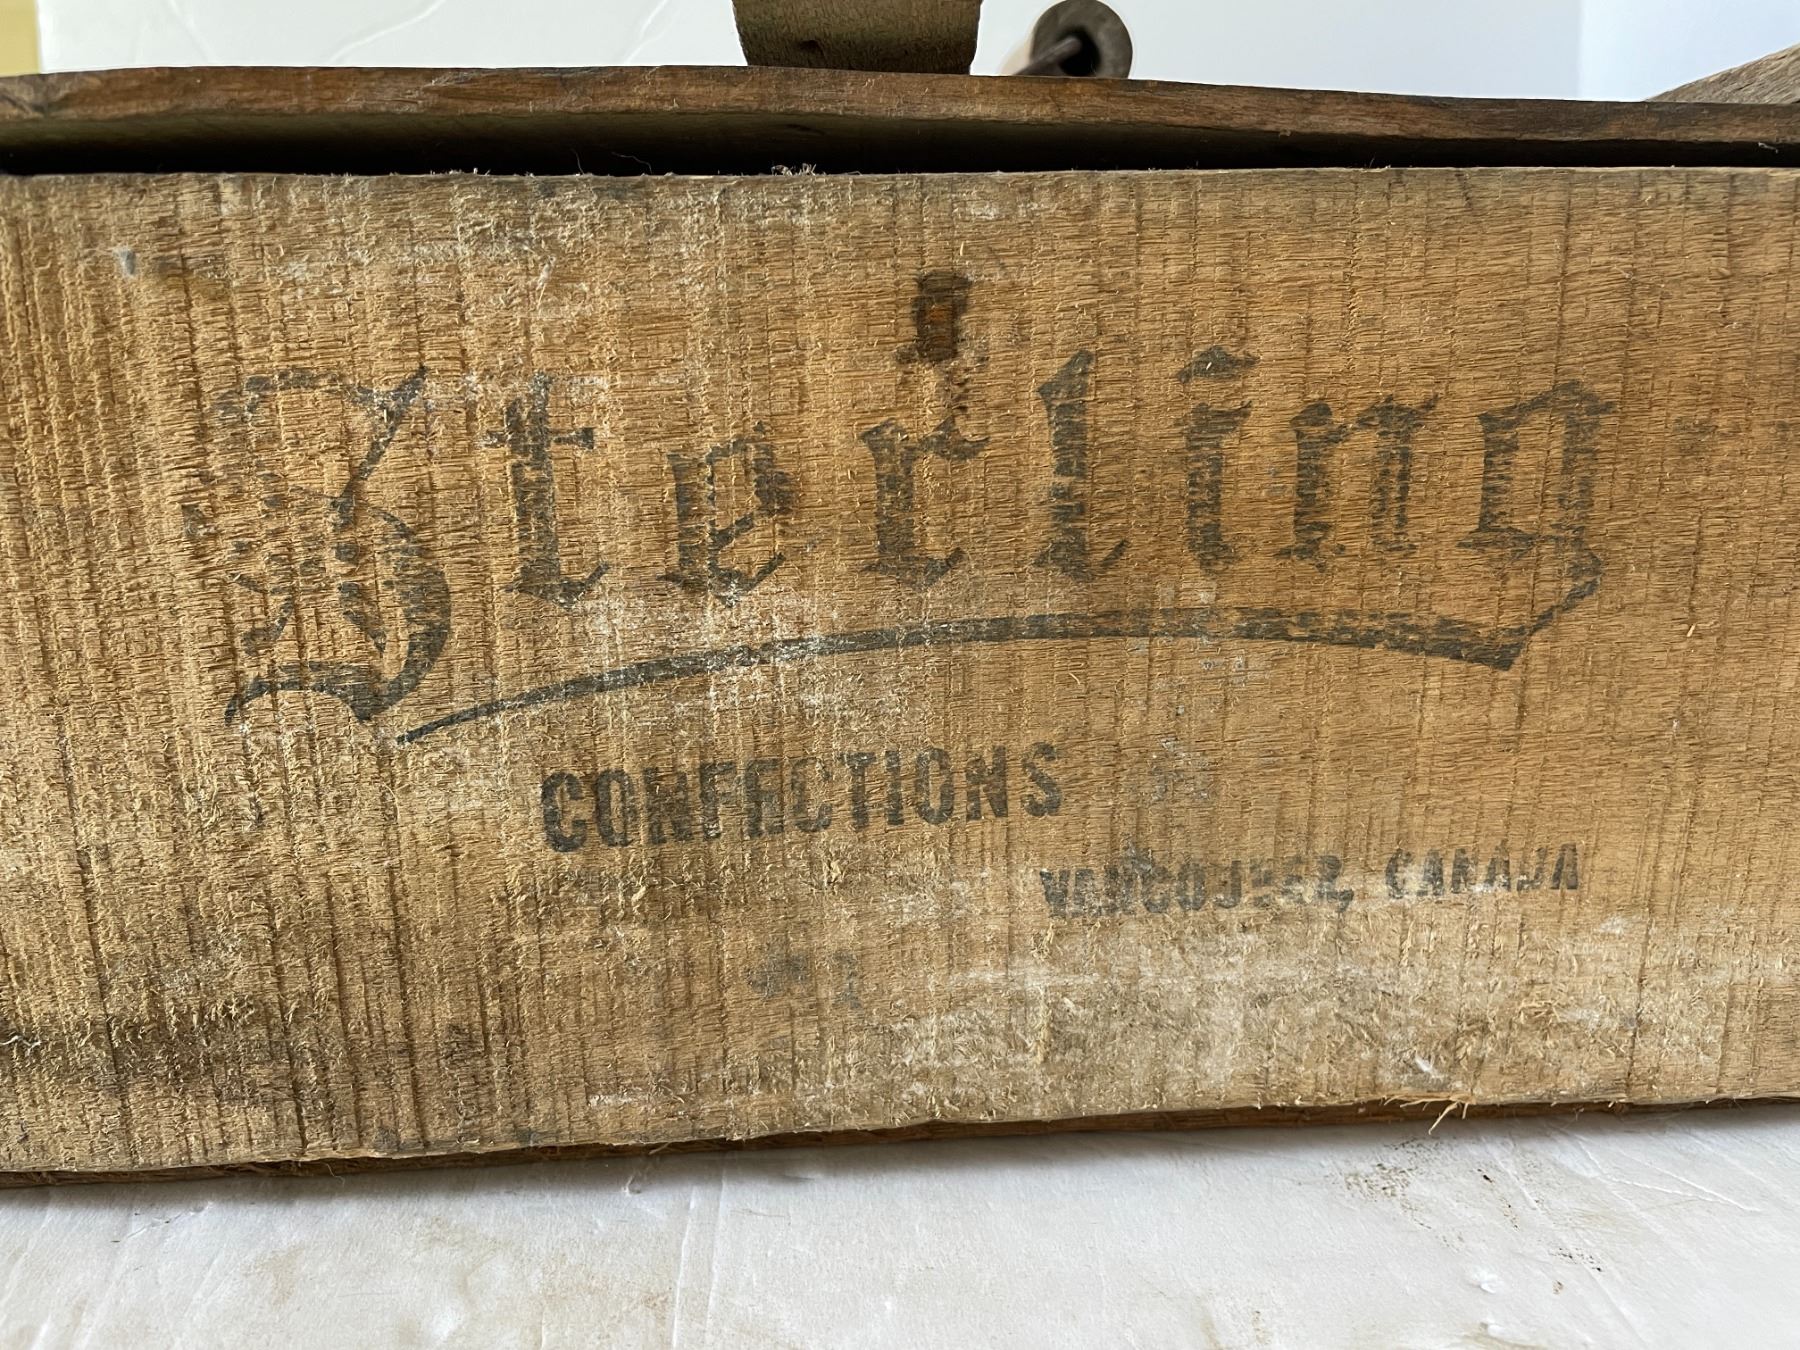 Sterling
CONFECTIONS
VANCOUVER, CANADA